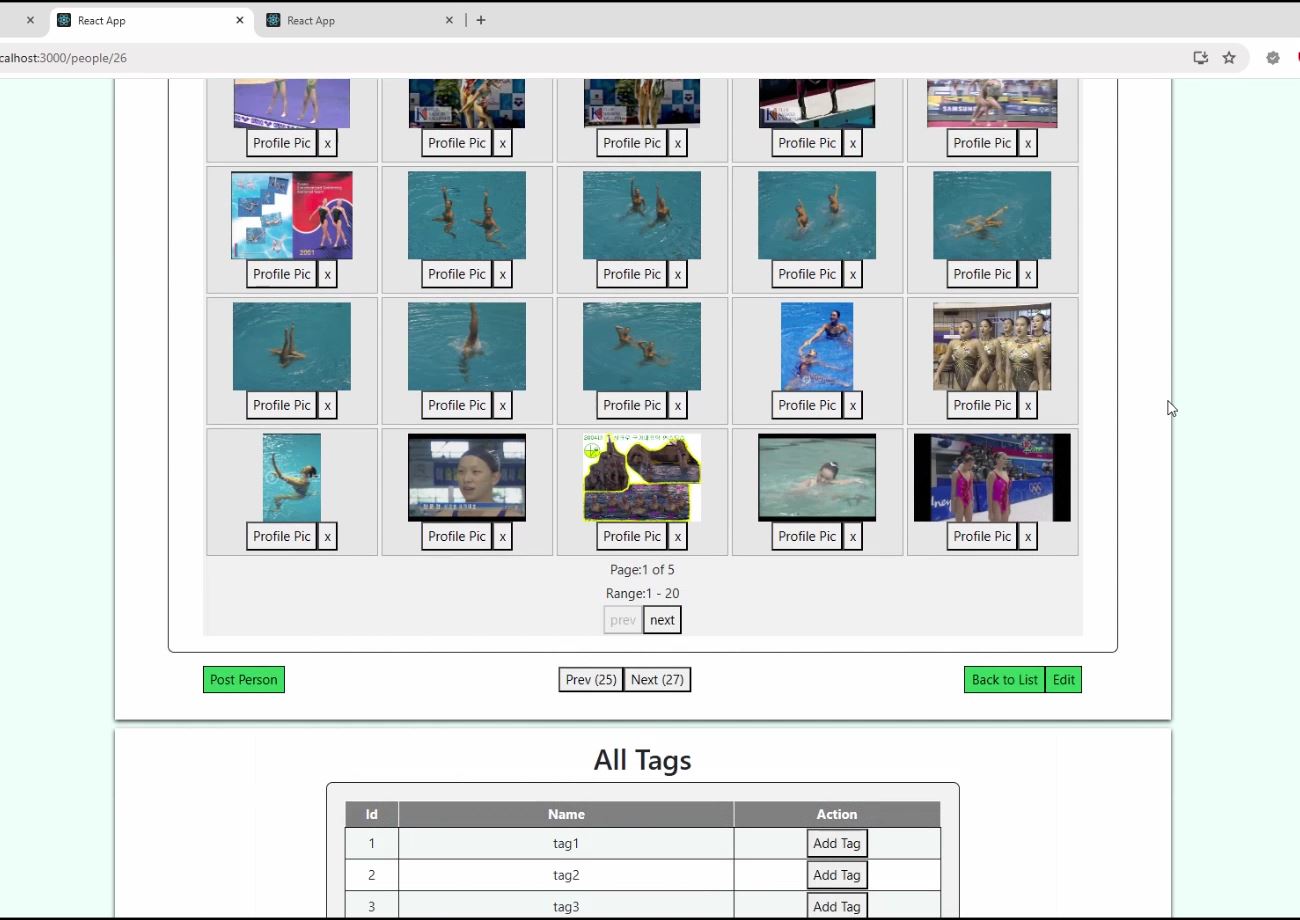 React App
React App
calhost:3000/people/26
SAMSUNG
Profile Pic x Profile Pic x Profile Pic x Profile Pic x Profile Pic x
2001
Profile Pic x Profile Pic x Profile Pic x Profile Pic x Profile Pic x
Profile Pic x Profile Pic x Profile Pic x Profile Pic x Profile Pic x
Profile Pic x Profile Pic x Profile Pic x Profile Pic x Profile Pic x
Page:1 of 5
Range:1 - 20
prev next
Post Person Prev (25) Next (27) Back to List Edit
All Tags
Id Name Action
1 tag1 Add Tag
2 tag2 Add Tag
3 tag3 Add Tag